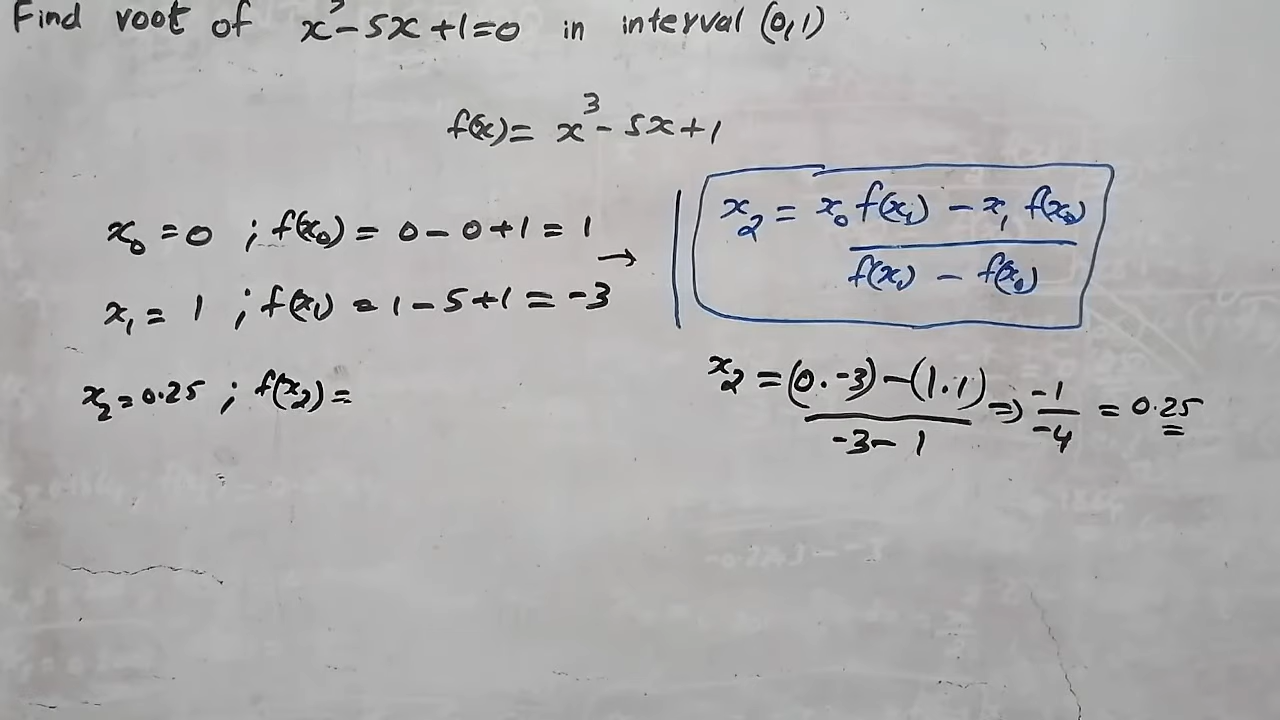 Find root of x³-5x+1=0 in interval (0,1)
f(x)= x³-5x+1
x₀ =0 ; f(x₀) = 0-0+1 = 1
→
x₁ = 1 ; f(x₁) = 1-5+1 = -3
x₂ = x₀ f(x₁) - x₁ f(x₀)
f(x₁) - f(x₀)
x₂=0.25 ; f(x₂)=
x₂ =(0.-3)-(1.1) ⇒ -1/-4 = 0.25
-3-1